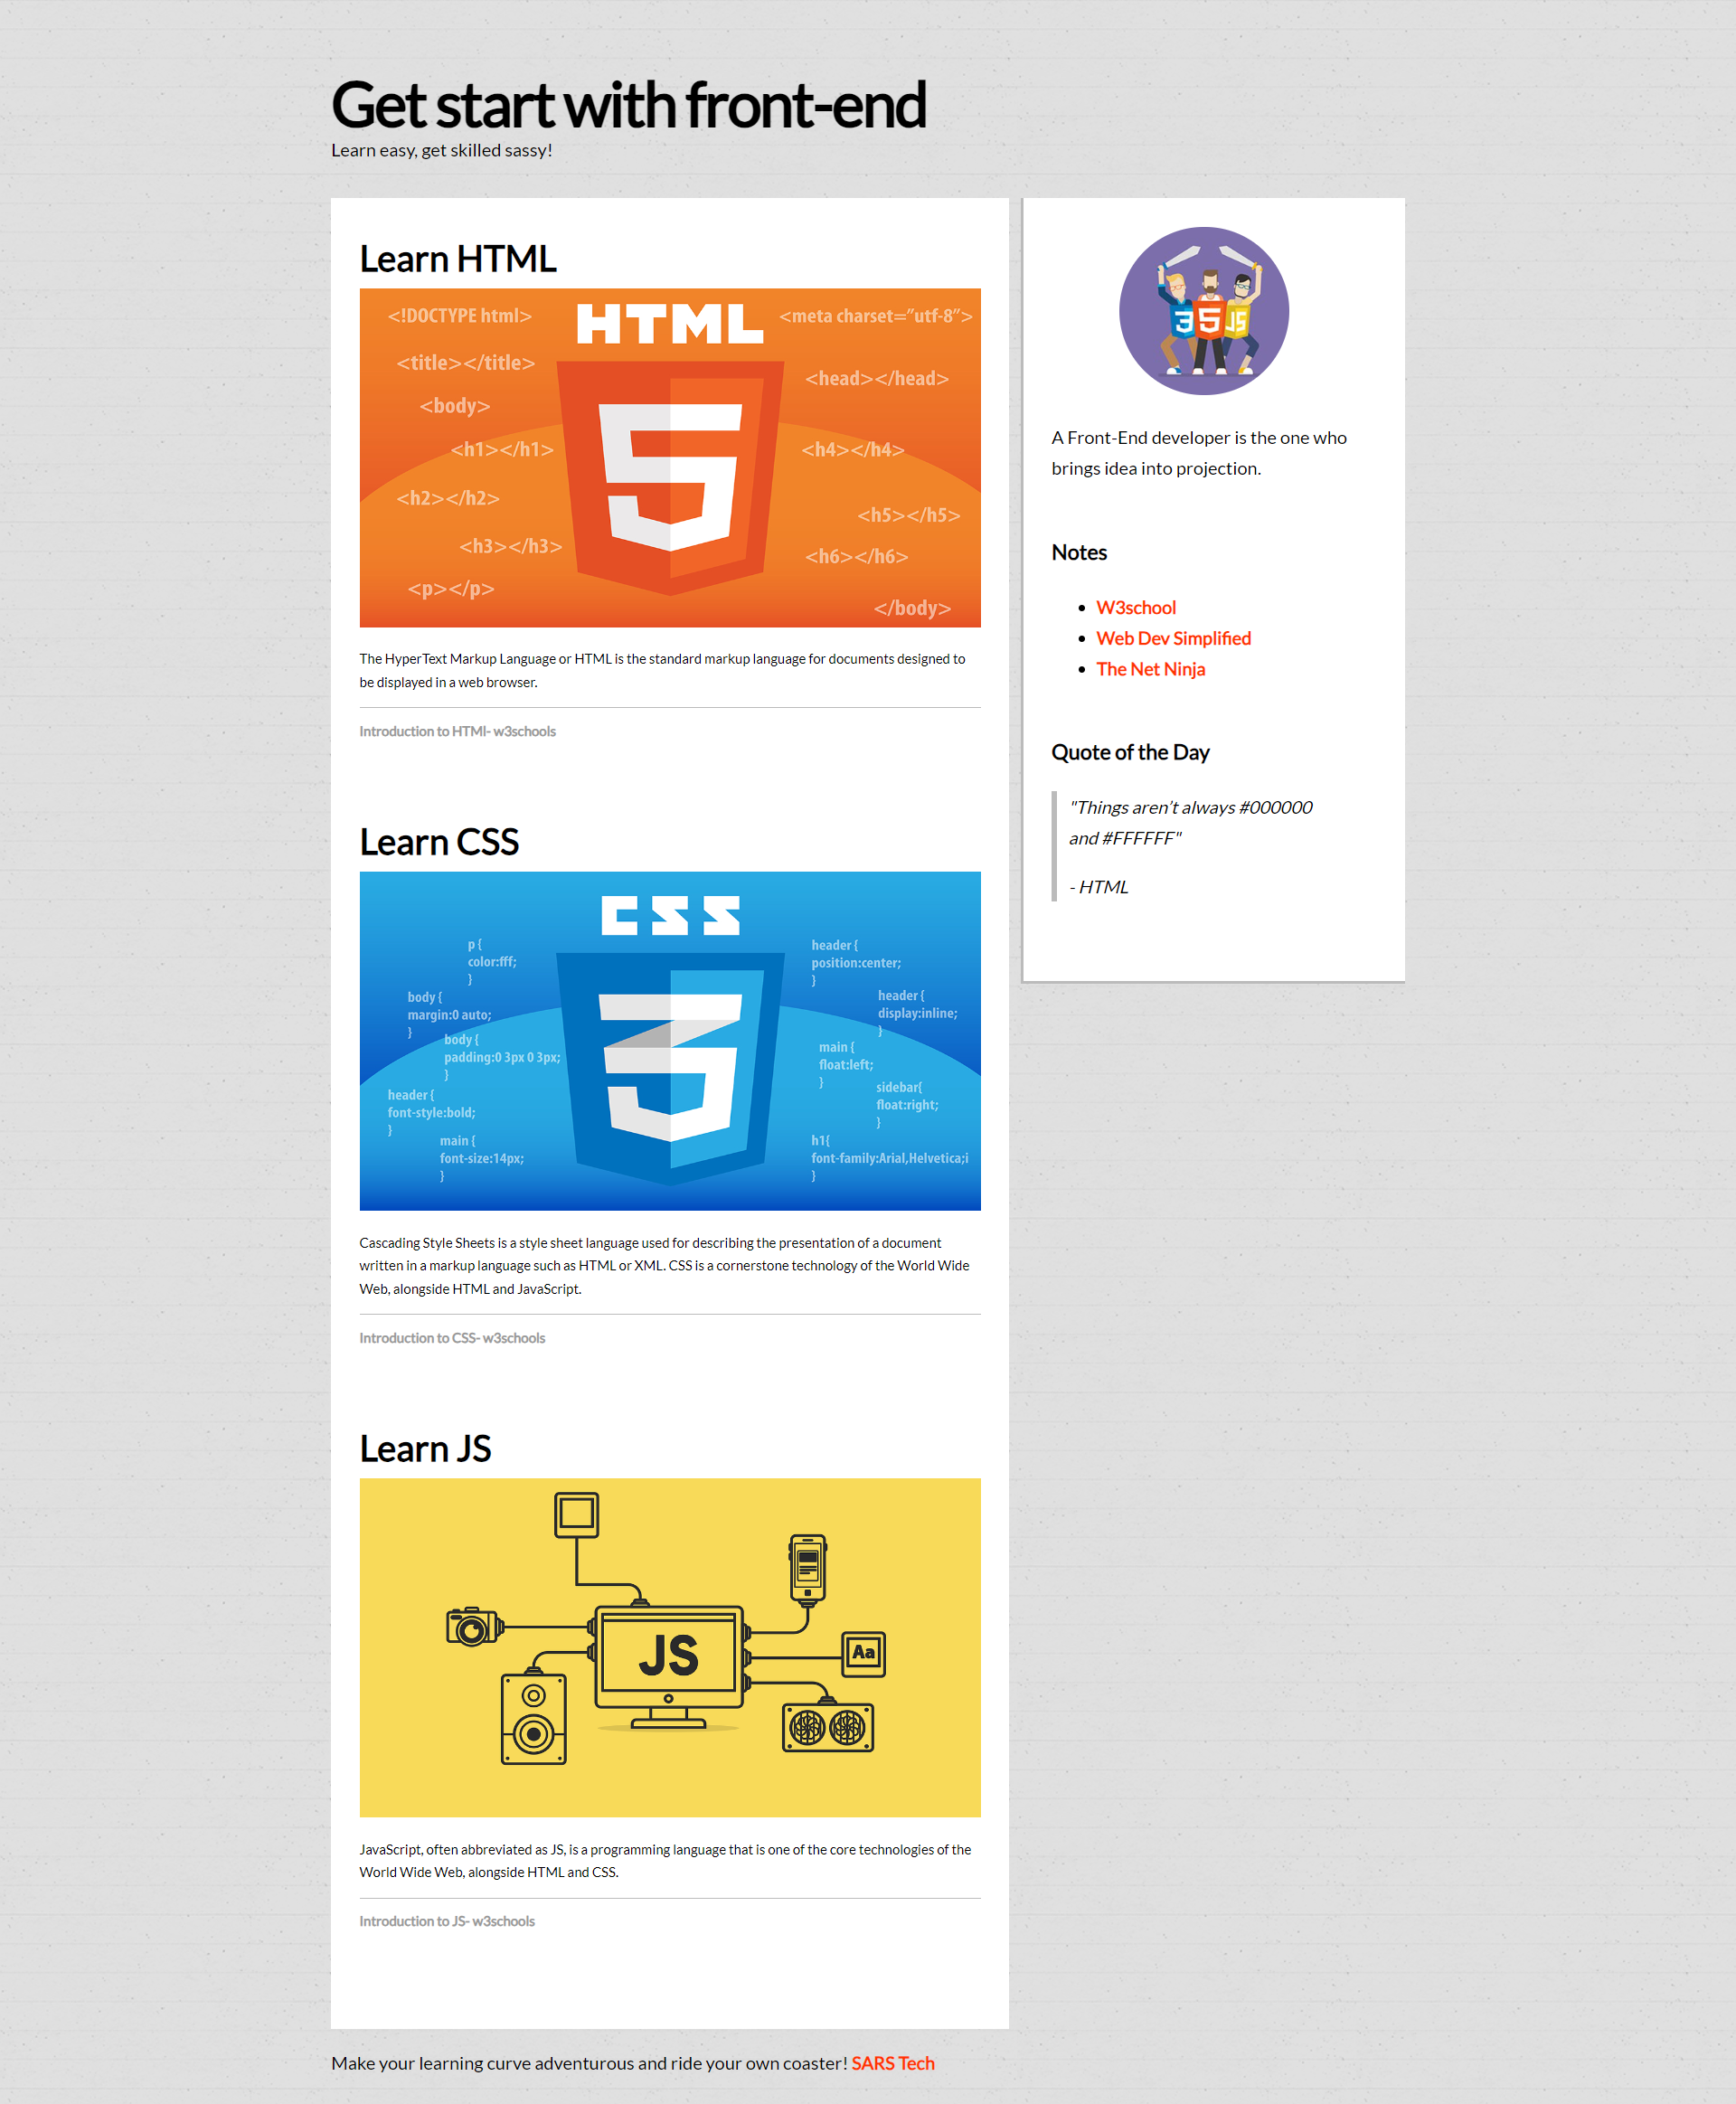 Get start with front-end
Learn easy, get skilled sassy!
Learn HTML
HTML
<!DOCTYPE html>
<title></title>
<body>
<h1></h1>
<h2></h2>
<h3></h3>
<p></p>
<meta charset=”utf-8”>
<head></head>
<h4></h4>
<h5></h5>
<h6></h6>
</body>
5
The HyperText Markup Language or HTML is the standard markup language for documents designed to
be displayed in a web browser.
Introduction to HTMl- w3schools
Learn CSS
CSS
p {
color:fff;
}
body {
margin:0 auto;
}
body {
padding:0 3px 0 3px;
}
header {
font-style:bold;
}
main {
font-size:14px;
}
header {
position:center;
}
header {
display:inline;
}
main {
float:left;
}
sidebar{
float:right;
}
h1{
font-family:Arial,Helvetica;i
}
3
Cascading Style Sheets is a style sheet language used for describing the presentation of a document
written in a markup language such as HTML or XML. CSS is a cornerstone technology of the World Wide
Web, alongside HTML and JavaScript.
Introduction to CSS- w3schools
Learn JS
JS
Aa
JavaScript, often abbreviated as JS, is a programming language that is one of the core technologies of the
World Wide Web, alongside HTML and CSS.
Introduction to JS- w3schools
3 5 JS
A Front-End developer is the one who
brings idea into projection.
Notes
W3school
Web Dev Simplified
The Net Ninja
Quote of the Day
"Things aren’t always #000000
and #FFFFFF"
- HTML
Make your learning curve adventurous and ride your own coaster! SARS Tech